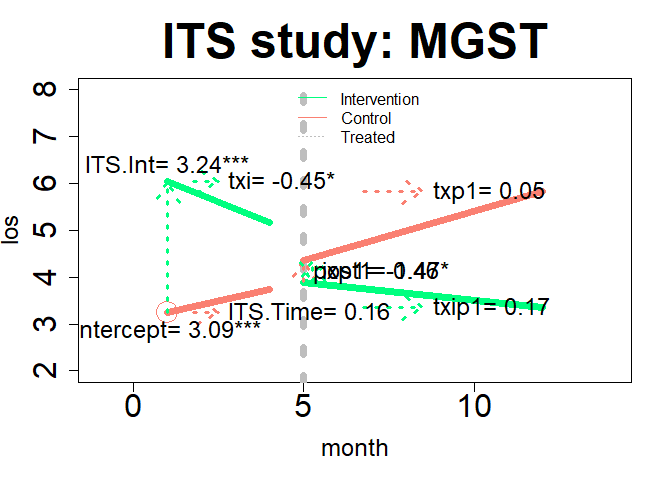 ITS study: MGST
Intervention
Control
Treated
ITS.Int= 3.24***
txi= -0.45*
txp1= 0.05
ITS.Time= 0.16
txip1= 0.17
ntercept= 3.09***
los
8
7
6
5
4
3
2
0
5
10
month